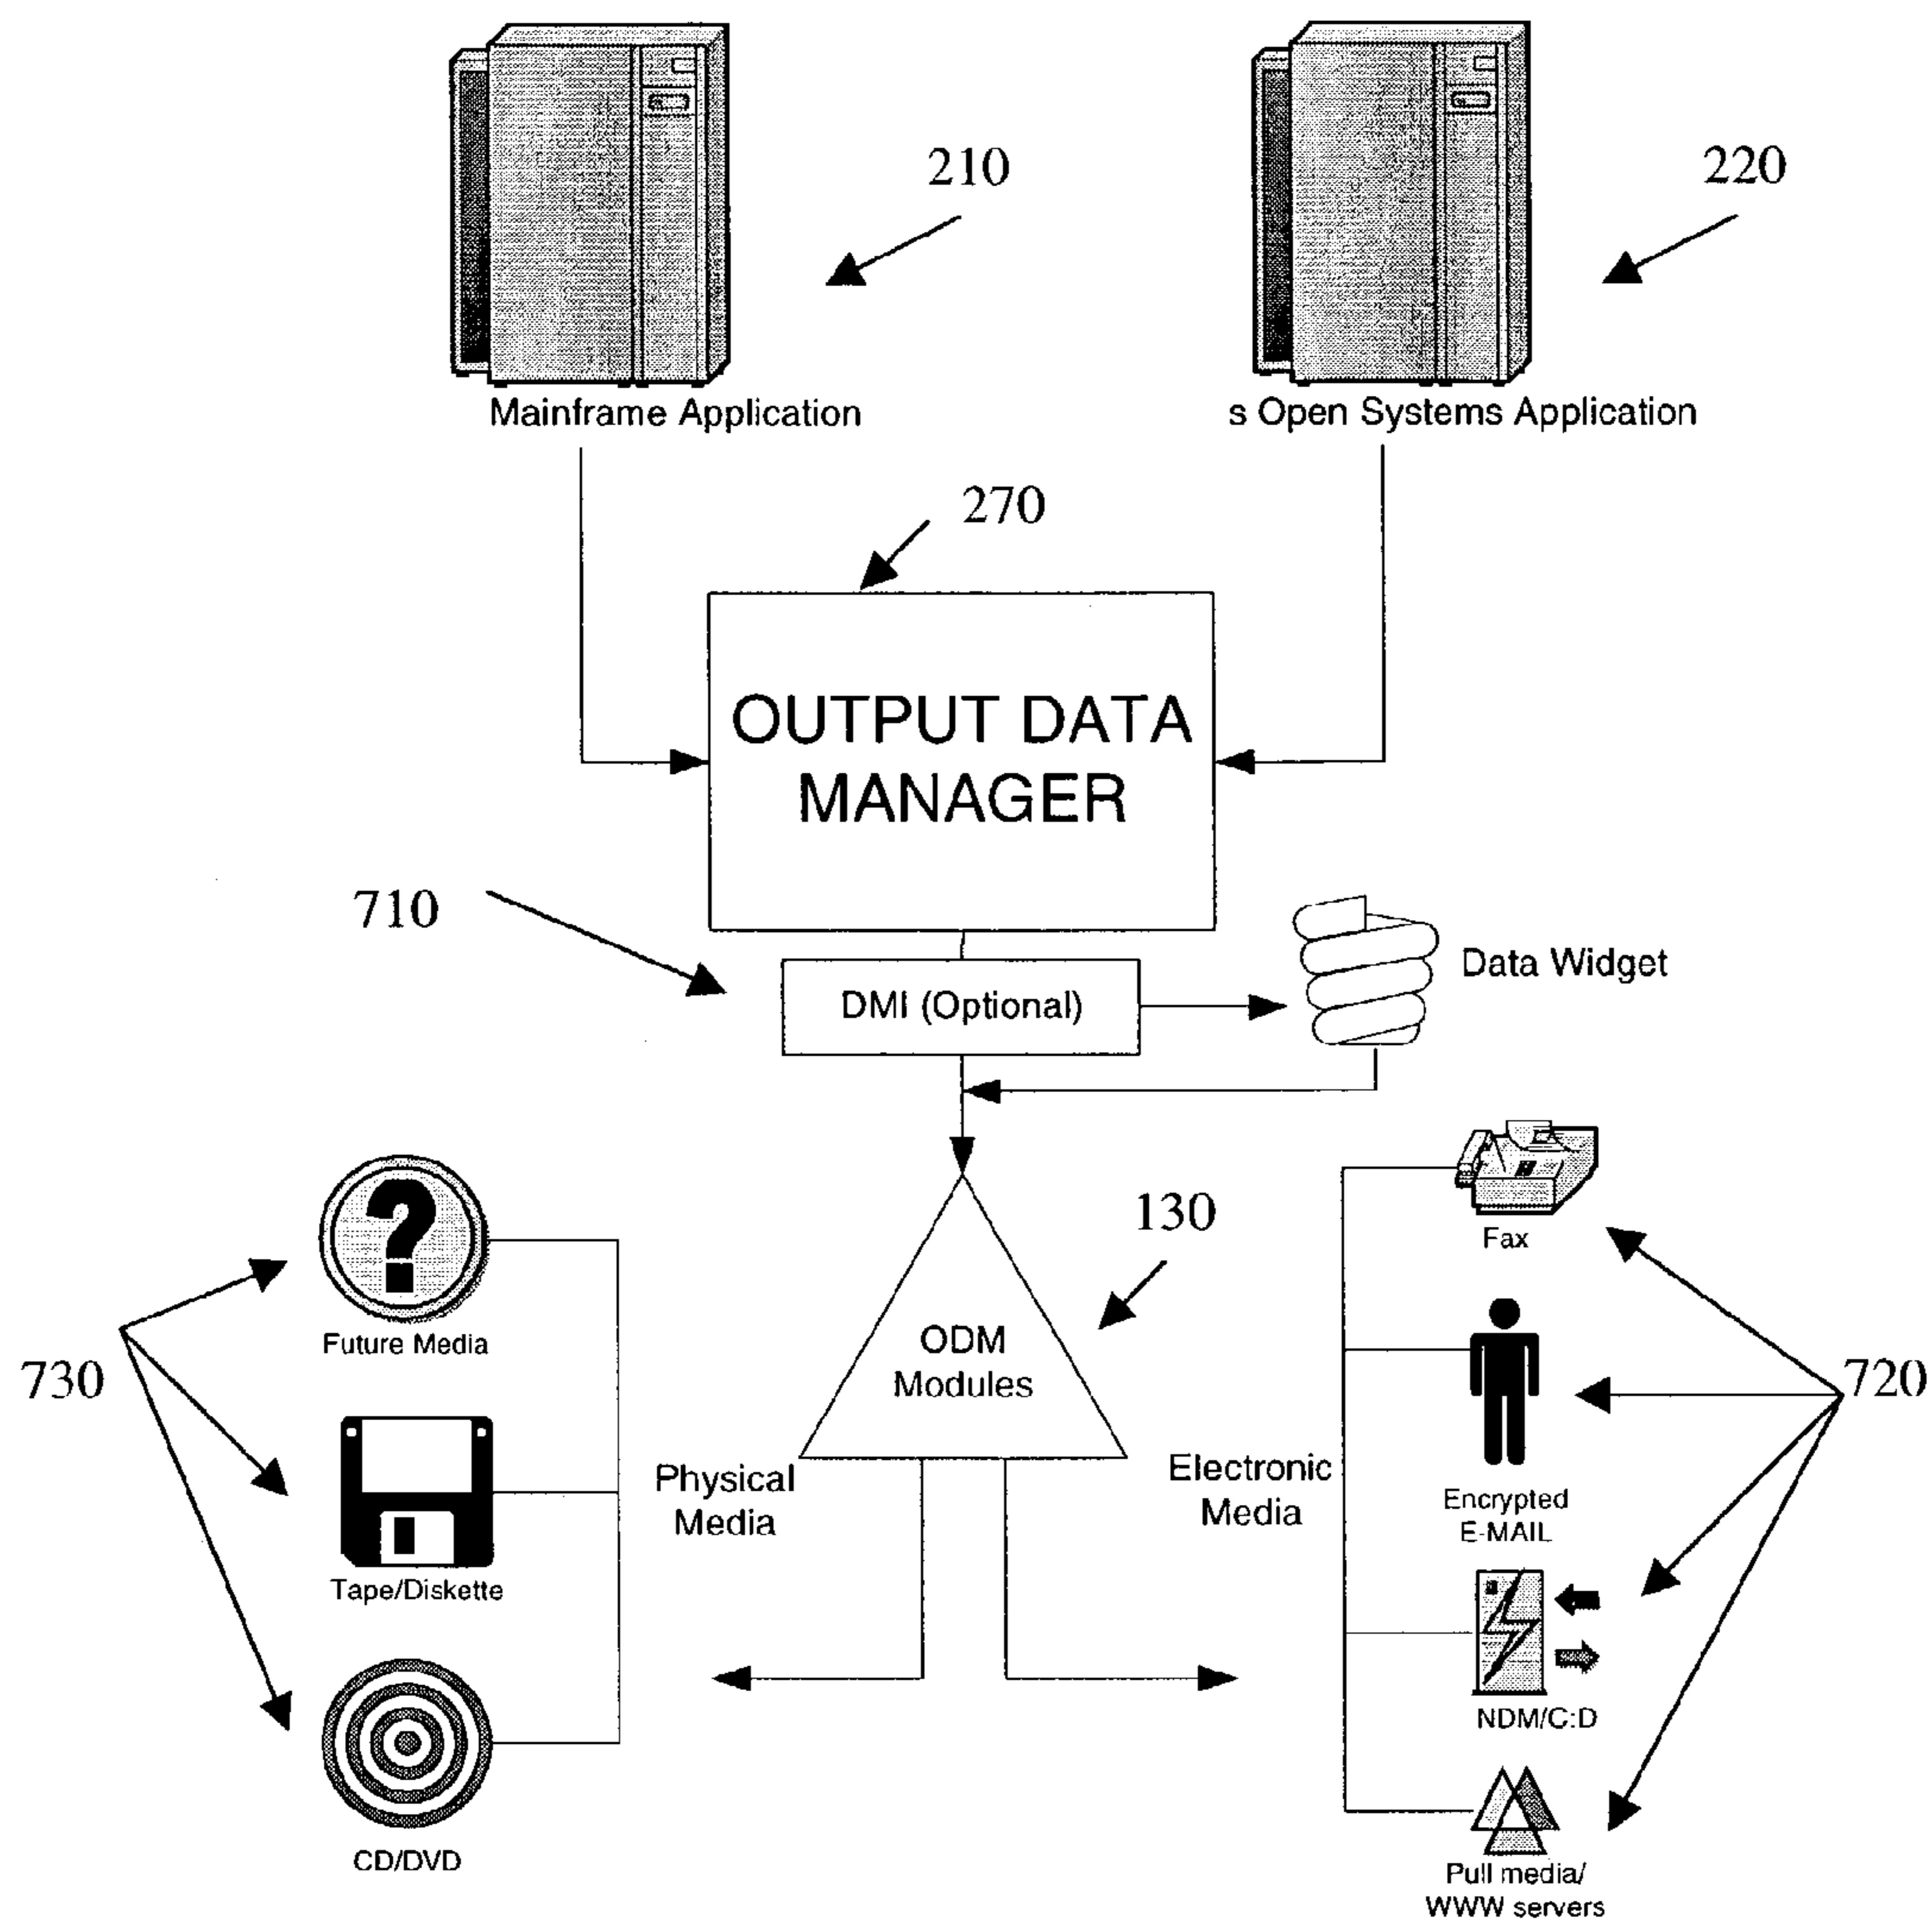 210
220
Mainframe Application
s Open Systems Application
270
OUTPUT DATA
MANAGER
710
Data Widget
DMI (Optional)
130
Fax
ODM
Modules
Future Media
730
720
Physical
Media
Electronic
Media
Encrypted
E-MAIL
Tape/Diskette
NDM/C:D
CD/DVD
Pull media/
WWW servers